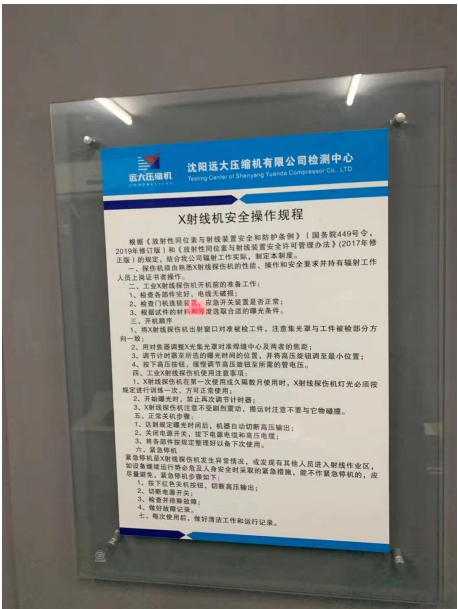 远大压缩机
沈阳远大压缩机有限公司检测中心
Testing Center of Shenyang Yuanda Compressor Co., LTD
X射线机安全操作规程
根据《放射性同位素与射线装置安全和防护条例》(国务院449号令,
2019年修订版)和《放射性同位素与射线装置安全许可管理办法》(2017年修
正版)的规定,结合我公司辐射工作实际,制定本制度。
一、探伤机须由熟悉X射线探伤机的性能、操作和安全要求并持有辐射工作
人员上岗证书者操作。
二、工业X射线探伤机开机前的准备工作:
1、检查各部件完好,电线无破损;
2、检查门机连锁装置、应急开关装置是否正常;
3、根据试件的材料和厚度选取合适的曝光条件。
三、开机顺序
1、将X射线探伤机出射窗口对准被检工件,注意集光罩与工件被检部分方
向一致;
2、用对焦器调整X光集光罩对准焊缝中心及两者的焦距;
3、调节计时器至所选的曝光时间的位置,并将高压旋钮调至最小位置;
4、按下高压按钮,缓慢调节高压旋钮至所需的管电压。
四、工业X射线探伤机使用注意事项:
1、X射线探伤机在第一次使用或久隔数月使用时,X射线探伤机灯光必须按
规定进行训练一次,方可正常使用;
2、开始曝光时,禁止再次调节计时器;
3、X射线探伤机注意不受剧烈震动,搬运时注意不要与它物碰撞。
五、正常关机步骤:
1、达到规定曝光时间后,机器自动切断高压输出;
2、关闭电源开关,拔下电源电缆和高压电缆;
3、将各部件按规定整理好以备下次使用。
六、紧急停机
紧急停机是X射线探伤机发生异常情况,或发现有其他人员进入射线作业区,
如设备继续运行势必危及人身安全时采取的紧急措施,能不作紧急停机的,应
尽量避免,紧急停机步骤如下:
1、按下红色关机按钮,切断高压输出;
2、切断电源开关;
3、检查并排除故障;
4、做好故障记录。
七、每次使用后,做好清洁工作和运行记录。